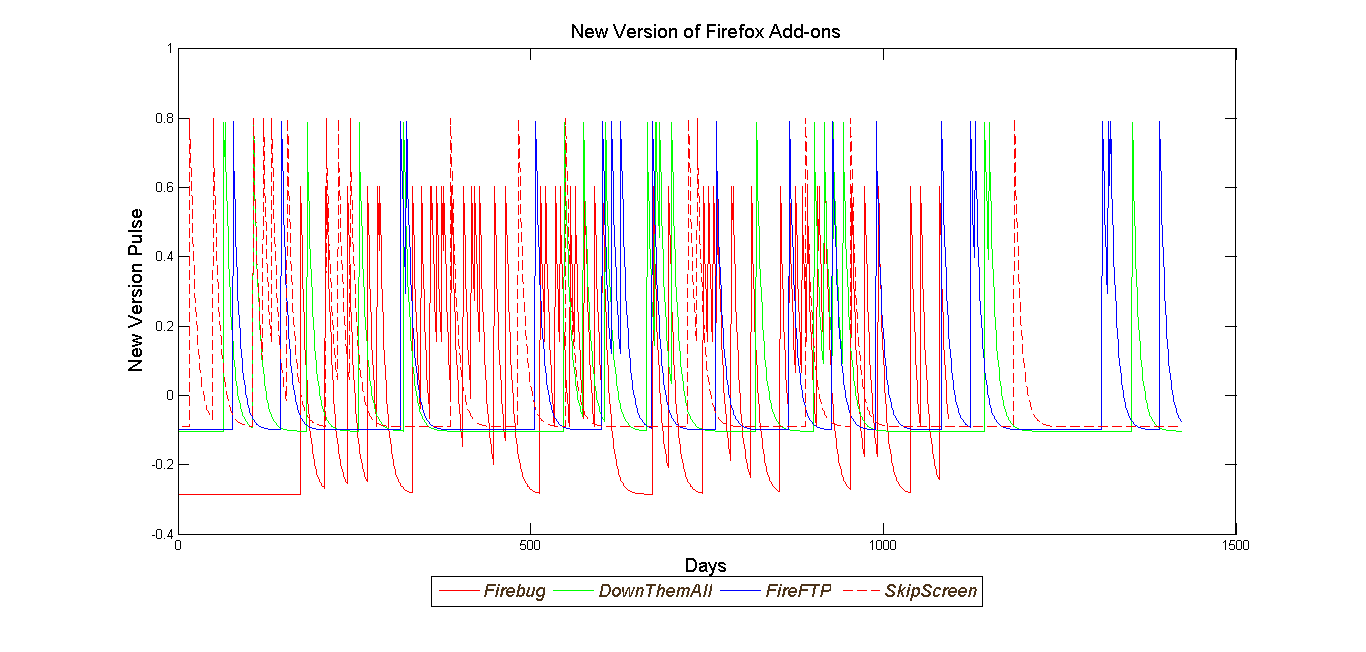 New Version of Firefox Add-ons
New Version Pulse
1
0.8
0.6
0.4
0.2
0
-0.2
-0.4
0 500 1000 1500
Days
Firebug DownThemAll FireFTP SkipScreen